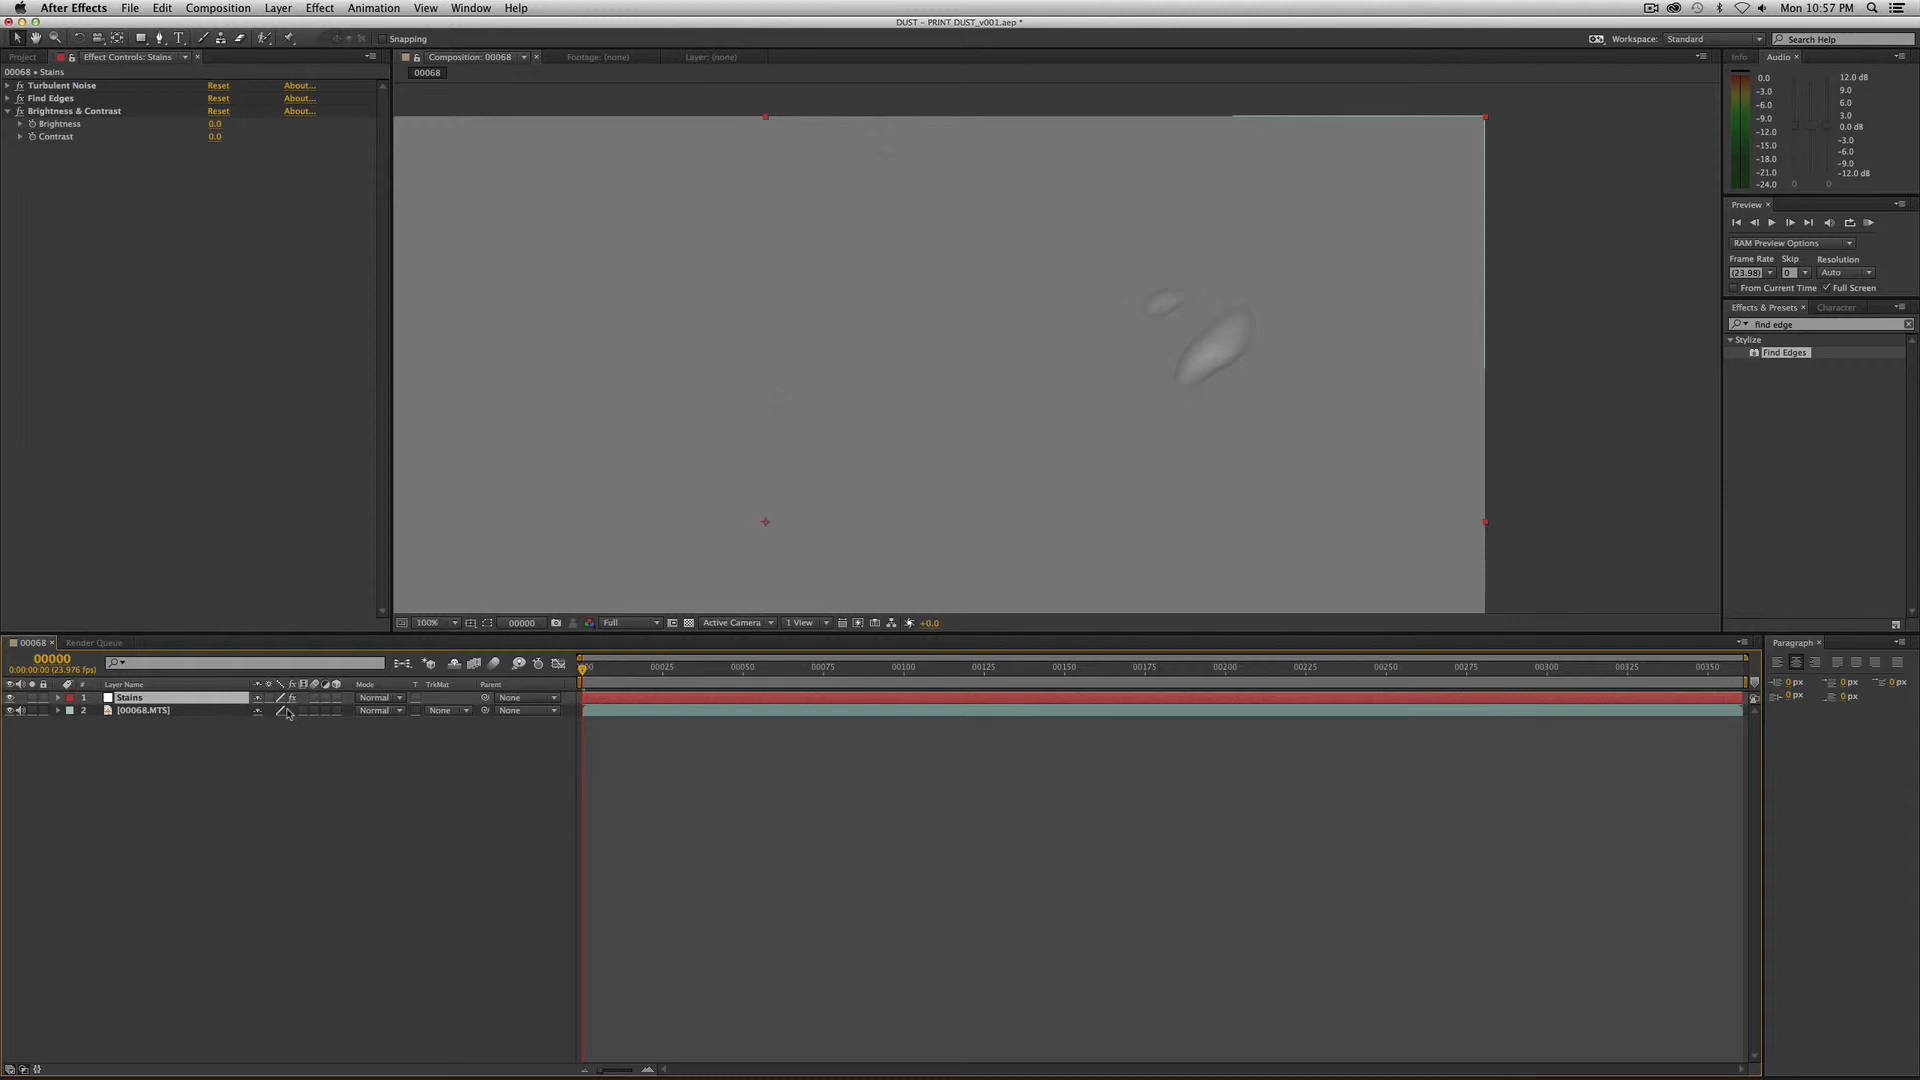 After Effects File Edit Composition Layer Effect Animation View Window Help Mon 10:57 PM
DUST – PRINT DUST_v001.aep *
Snapping Workspace: Standard Search Help
Project Effect Controls: Stains Composition: 00068 Footage: (none) Layer: (none) Info Audio
00068 • Stains 00068
Turbulent Noise Reset About...
Find Edges Reset About...
Brightness & Contrast Reset About...
Brightness 0.0
Contrast 0.0
0.0 12.0 dB
-3.0 9.0
-6.0 6.0
-9.0 3.0
-12.0 0.0 dB
-15.0 -3.0
-18.0 -6.0
-21.0 -9.0
-24.0 0 0 -12.0 dB
Preview
RAM Preview Options
Frame Rate Skip Resolution
(23.98) 0 Auto
From Current Time Full Screen
Effects & Presets Character
find edge
Stylize
Find Edges
100% 00000 Full Active Camera 1 View +0.0
00068 Render Queue Paragraph
00000
0:00:00:00 (23.976 fps)
00 00025 00050 00075 00100 00125 00150 00175 00200 00225 00250 00275 00300 00325 00350
# Layer Name fx Mode T TrkMat Parent
1 Stains fx Normal None
2 [00068.MTS] Normal None None
0 px 0 px 0 px
0 px 0 px